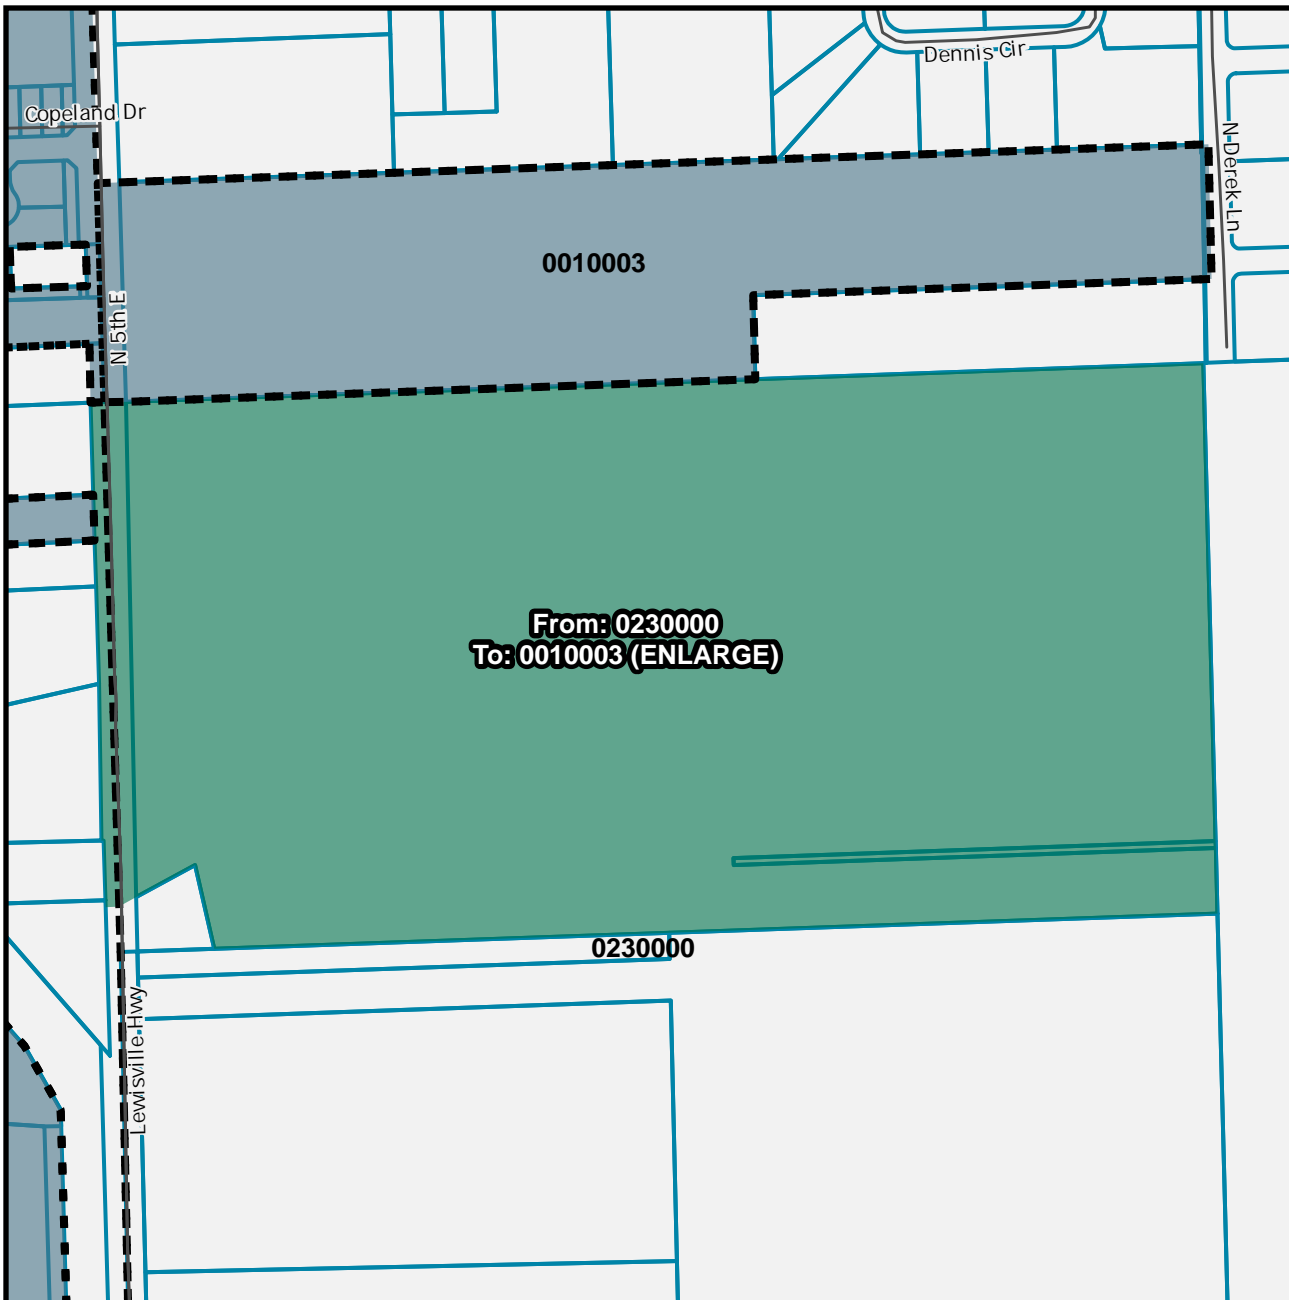 Dennis Cir
Copeland Dr
N Derek Ln
0010003
N 5th E
From: 0230000
To: 0010003 (ENLARGE)
0230000
Lewisville Hwy